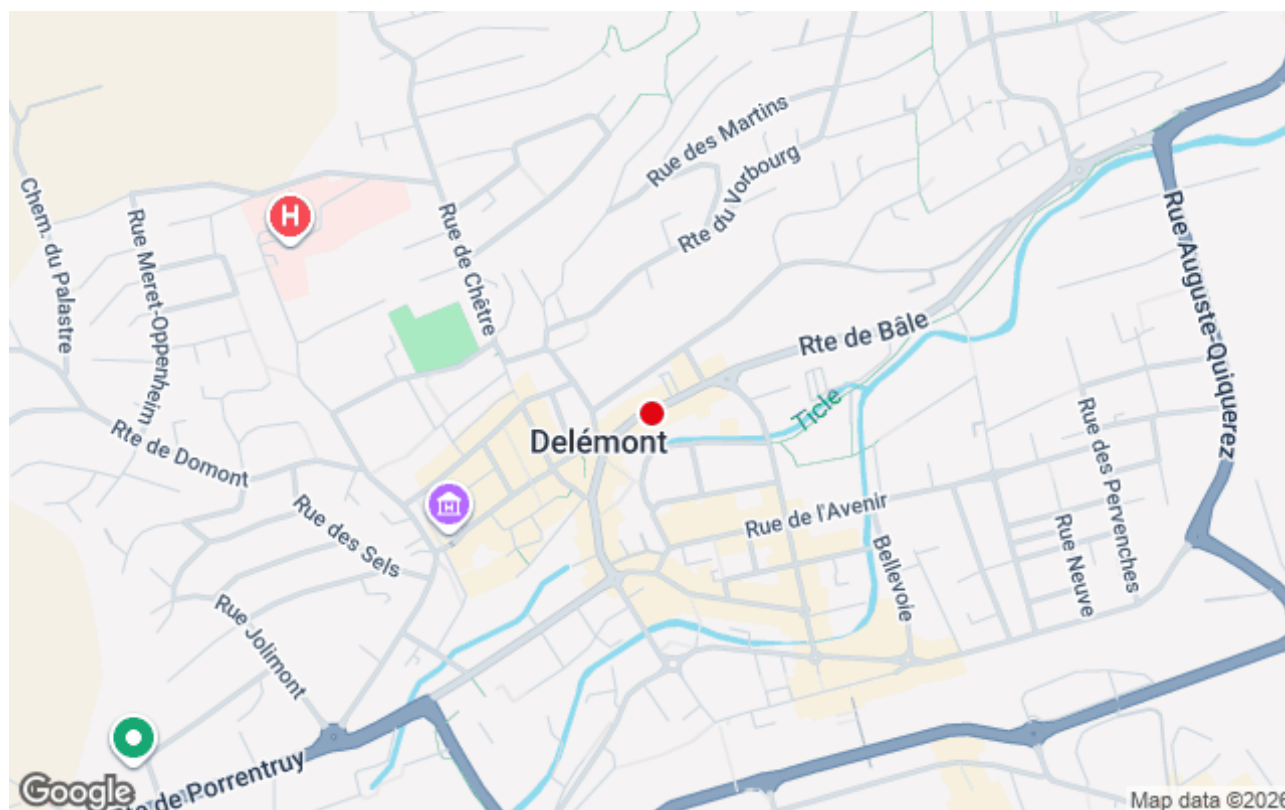 Rue des Martins
Rte du Vorbourg
Chem. du Palastre
Rue Meret-Oppenheim
H
Rue de Chêtre
Rue Auguste-Quiquerez
Rte de Bâle
Ticle
Delémont
Rte de Domont
Rue des Sels
Rue de l'Avenir
Bellevoie
Rue des Pervenches
Rue Neuve
Rue Jolimont
te de Porrentruy
Google
Map data ©2026